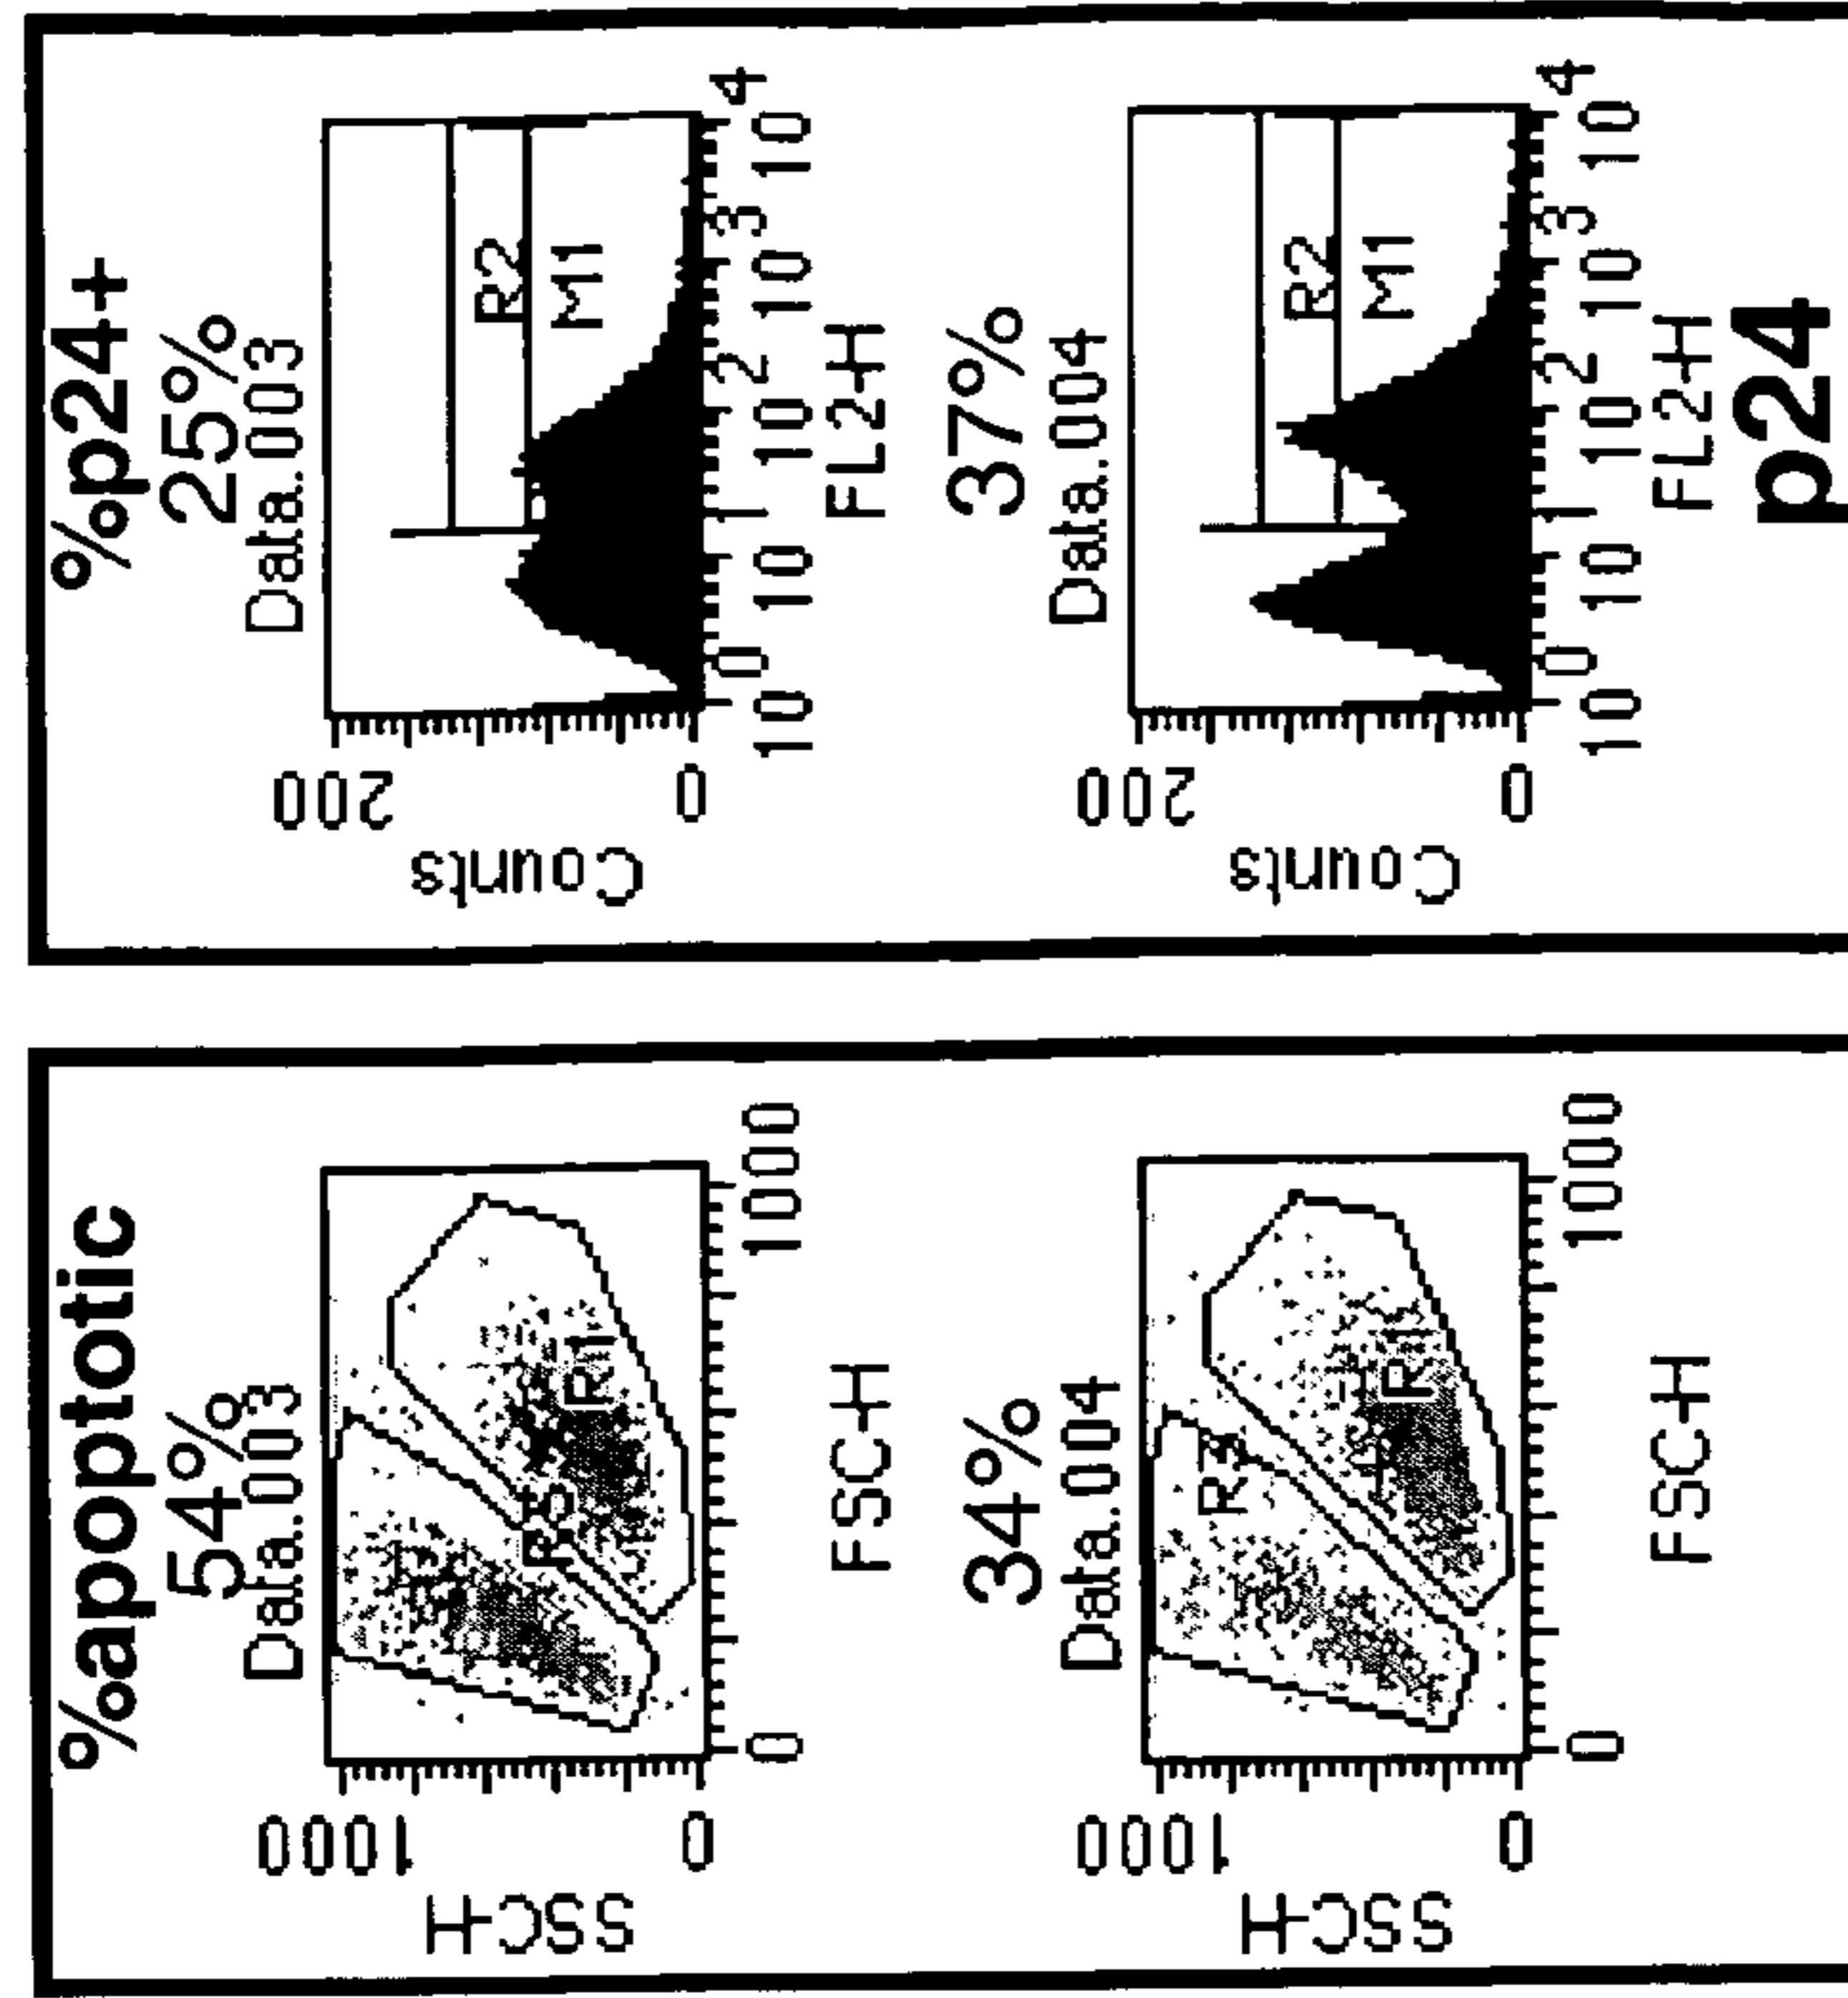 %p24+
25%
Data.003
200
0
Counts
R2
M1
10 0
10 1
10 2
10 3
10 4
FL2-H
37%
Data.004
200
0
Counts
R2
M1
10 0
10 1
10 2
10 3
10 4
FL2-H
p24
%apoptotic
54%
Data.003
1000
0
SSC-H
R3
R1
0
1000
FSC-H
34%
Data.004
1000
0
SSC-H
R3
R1
0
1000
FSC-H